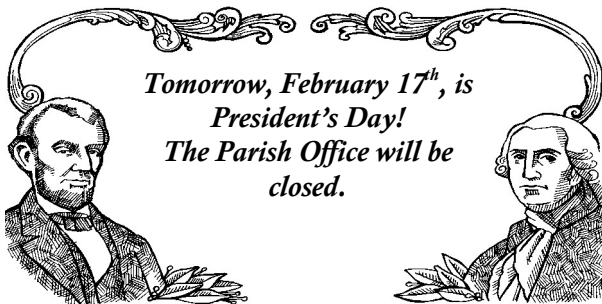 Tomorrow, February 17th, is
President's Day!
The Parish Office will be
closed.